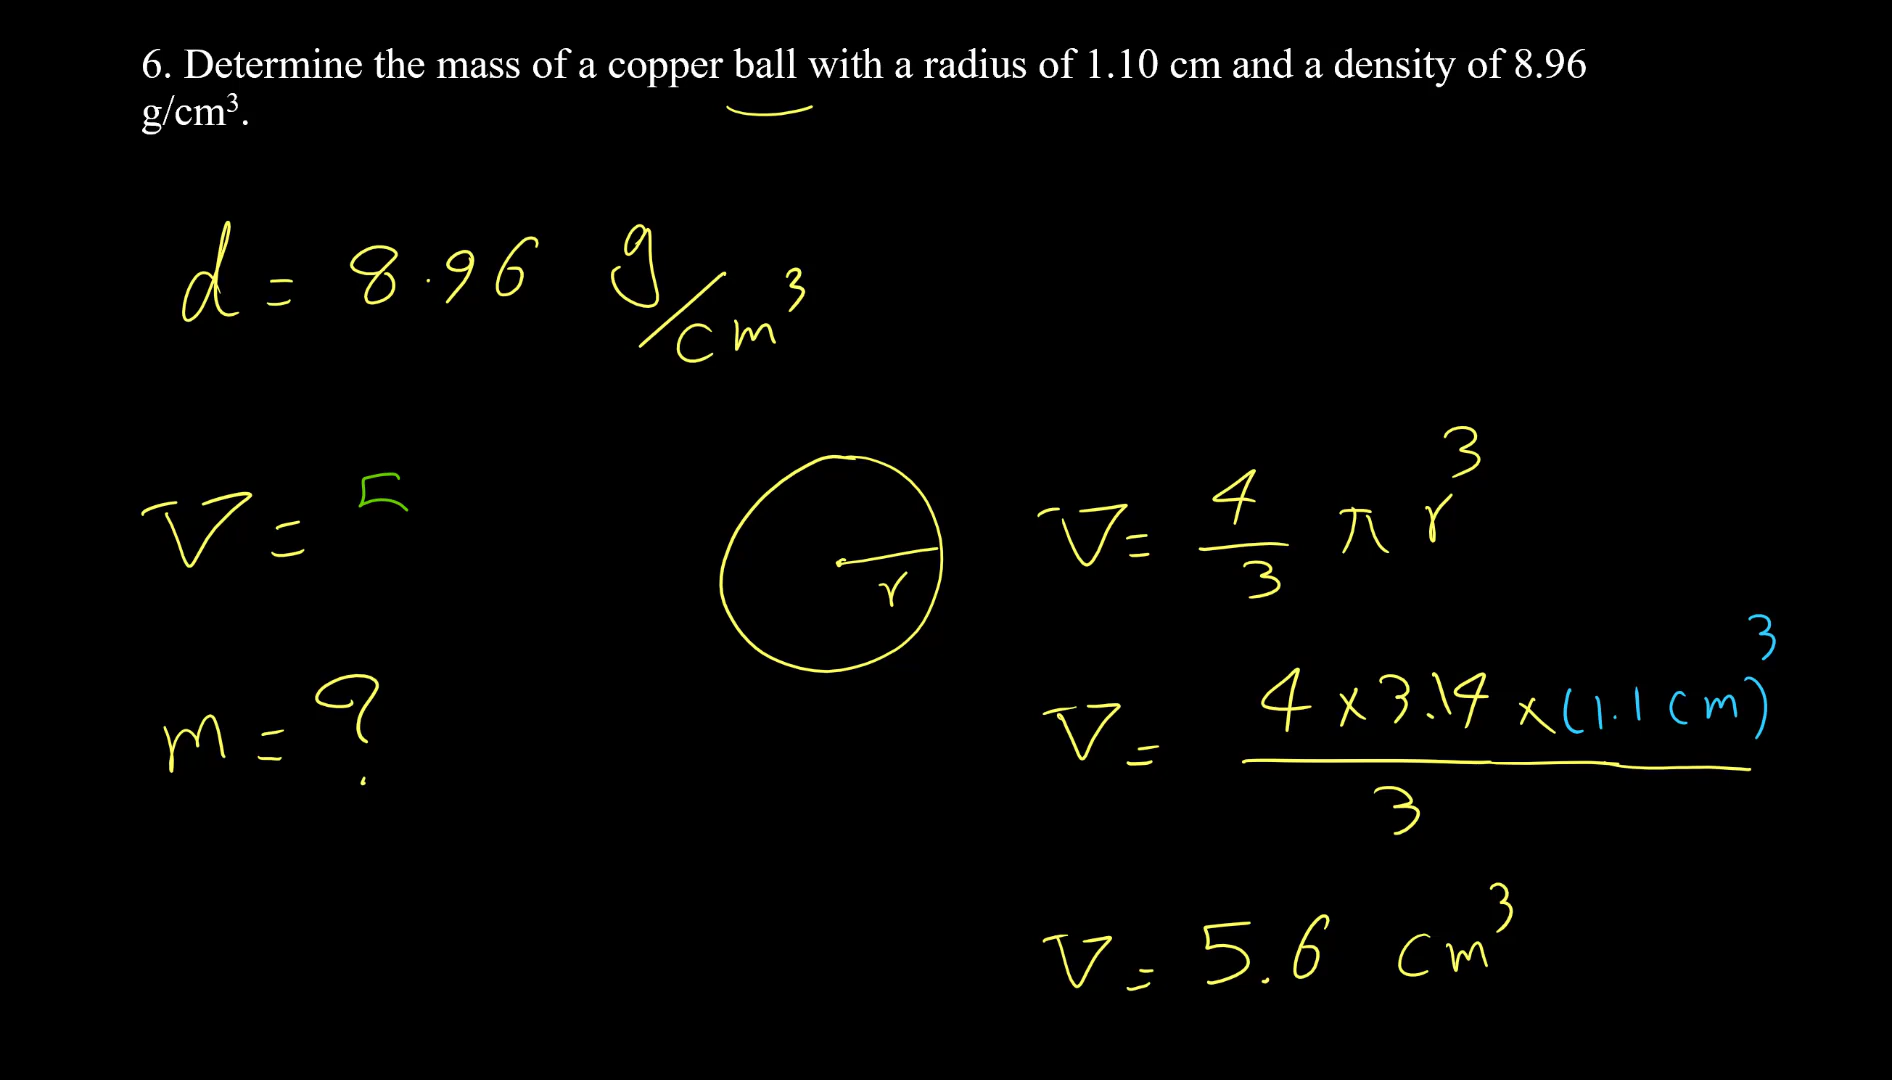 6. Determine the mass of a copper ball with a radius of 1.10 cm and a density of 8.96
g/cm³.
d = 8.96 g/cm³
V = 5
r
V = 4/3 π r³
m = ?
V = 4 × 3.14 × (1.1 cm)³ / 3
V = 5.6 cm³